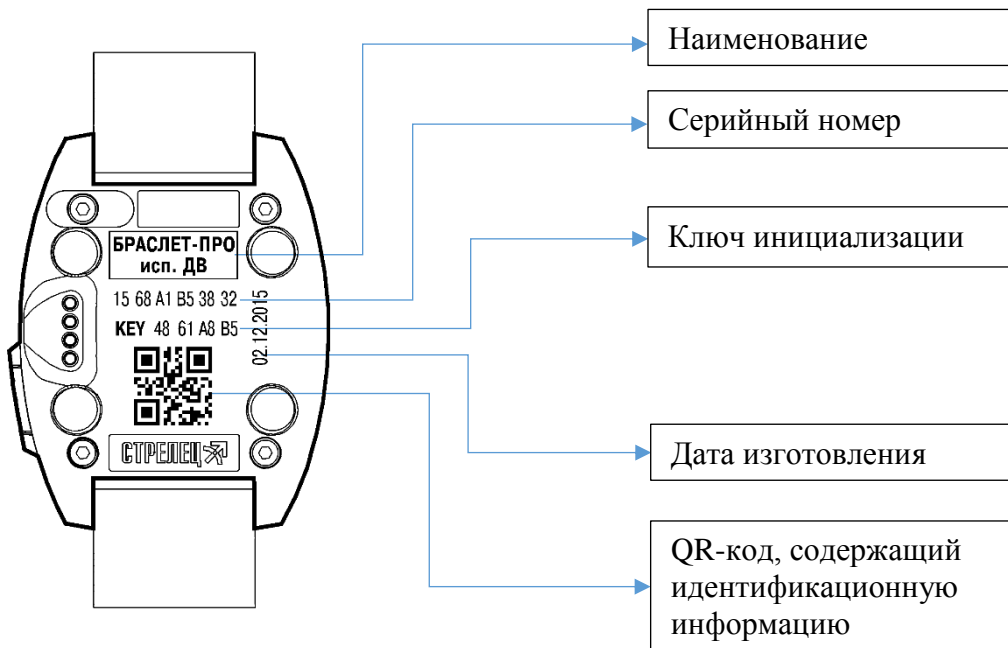 Наименование
Серийный номер
БРАСЛЕТ-ПРО
исп. ДВ
Ключ инициализации
15 68 A1 B5 38 32
KEY 48 61 A8 B5
02.12.2015
СТРЕЛЕЦ
Дата изготовления
QR-код, содержащий
идентификационную
информацию